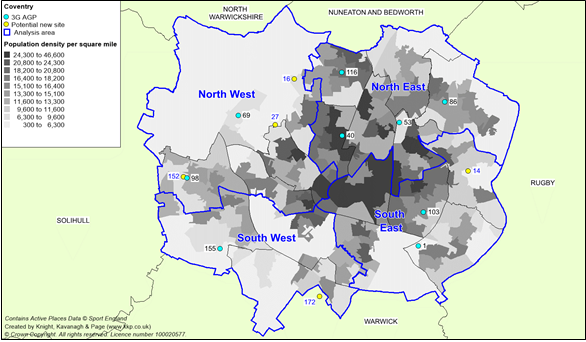 Coventry
3G AGP
Potential new site
Analysis area
Population density per square mile
24,300 to 46,600
20,800 to 24,300
18,200 to 20,800
16,400 to 18,200
15,100 to 16,400
13,300 to 15,100
11,600 to 13,300
9,600 to 11,600
6,300 to 9,600
300 to 6,300
NORTH
WARWICKSHIRE
NUNEATON AND BEDWORTH
16
116
North West
North East
86
69
27
53
40
152
98
14
RUGBY
SOLIHULL
103
South
East
South West
155
1
172
WARWICK
Contains Active Places Data © Sport England
Created by Knight, Kavanagh & Page (www.kkp.co.uk)
© Crown Copyright. All rights reserved. Licence number 100020577.